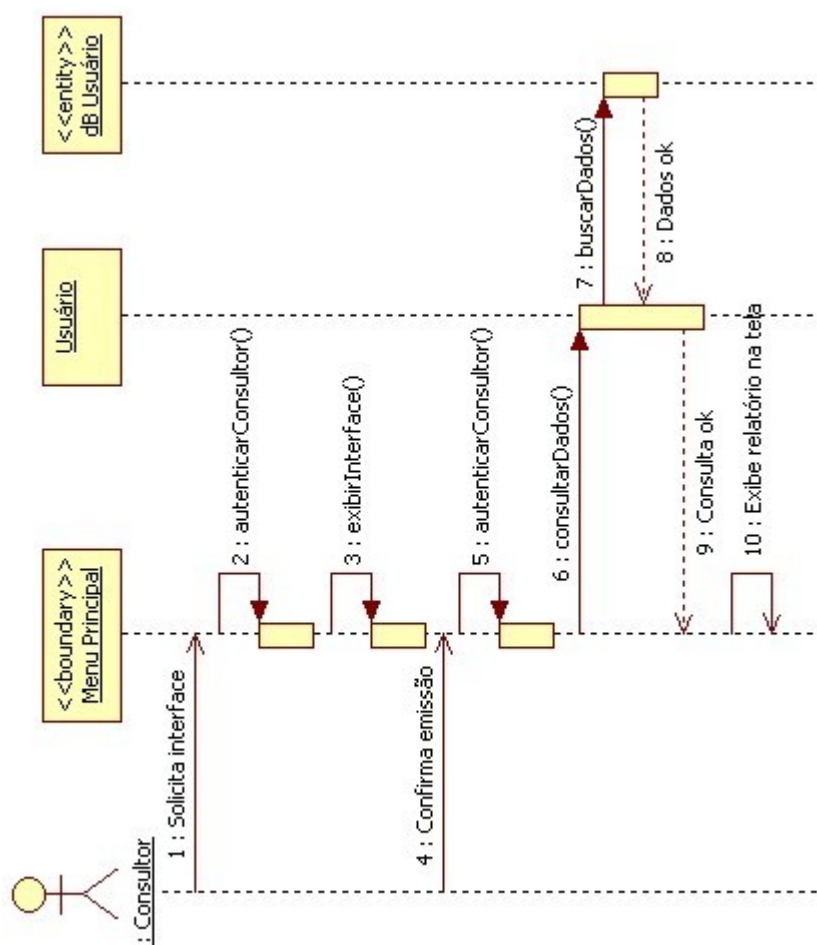 : Consultor
<<boundary>>
Menu Principal
Usuário
<<entity>>
dB Usuário
1 : Solicita interface
2 : autenticarConsultor()
3 : exibirInterface()
4 : Confirma emissão
5 : autenticarConsultor()
6 : consultarDados()
7 : buscarDados()
8 : Dados ok
9 : Consulta ok
10 : Exibe relatório na tela